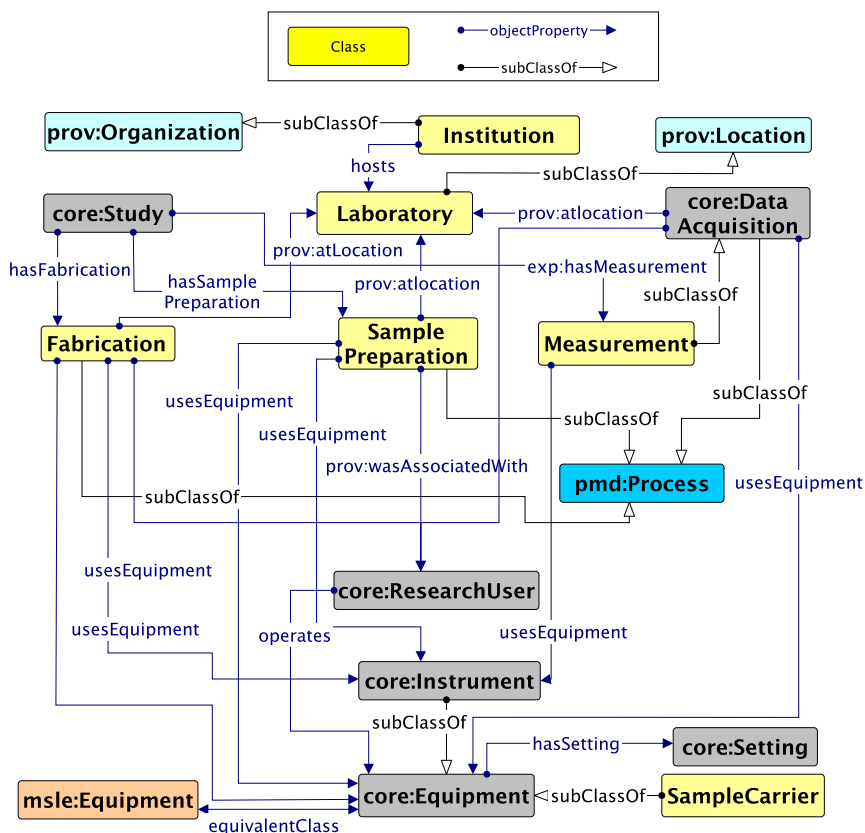 objectProperty
Class
subClassOf
prov:Organization
subClassOf
Institution
prov:Location
hosts
subClassOf
core:Study
Laboratory
prov:atlocation
core:Data
Acquisition
prov:atLocation
hasFabrication
hasSample
Preparation
prov:atlocation
exp:hasMeasurement
subClassOf
Fabrication
Sample
Preparation
Measurement
subClassOf
usesEquipment
subClassOf
usesEquipment
prov:wasAssociatedWith
pmd:Process
usesEquipment
subClassOf
usesEquipment
core:ResearchUser
usesEquipment
operates
usesEquipment
core:Instrument
subClassOf
hasSetting
core:Setting
msle:Equipment
core:Equipment
subClassOf
SampleCarrier
equivalentClass